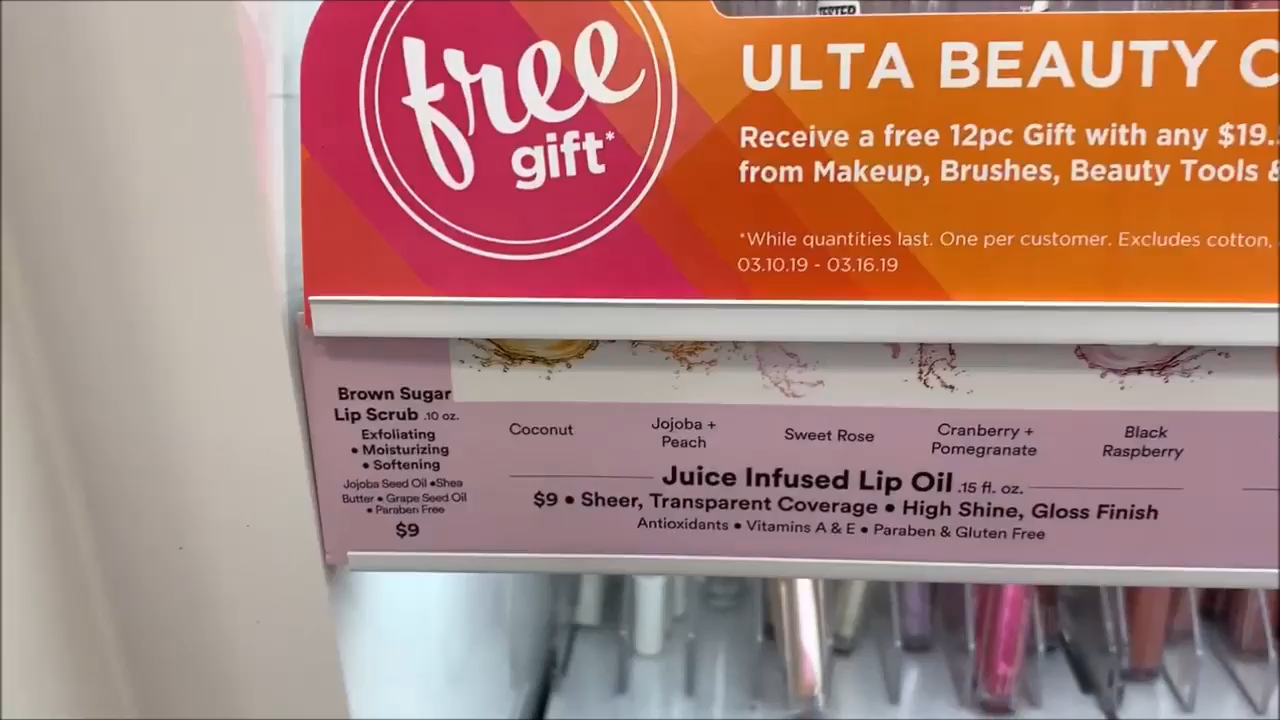 TESTER
free
gift*
ULTA BEAUTY C
Receive a free 12pc Gift with any $19..
from Makeup, Brushes, Beauty Tools &
*While quantities last. One per customer. Excludes cotton,
03.10.19 - 03.16.19
Brown Sugar
Lip Scrub .10 oz.
Exfoliating
• Moisturizing
• Softening
Jojoba Seed Oil •Shea
Butter • Grape Seed Oil
• Paraben Free
$9
Coconut
Jojoba +
Peach
Sweet Rose
Cranberry +
Pomegranate
Black
Raspberry
Juice Infused Lip Oil .15 fl. oz.
$9 • Sheer, Transparent Coverage • High Shine, Gloss Finish
Antioxidants • Vitamins A & E • Paraben & Gluten Free